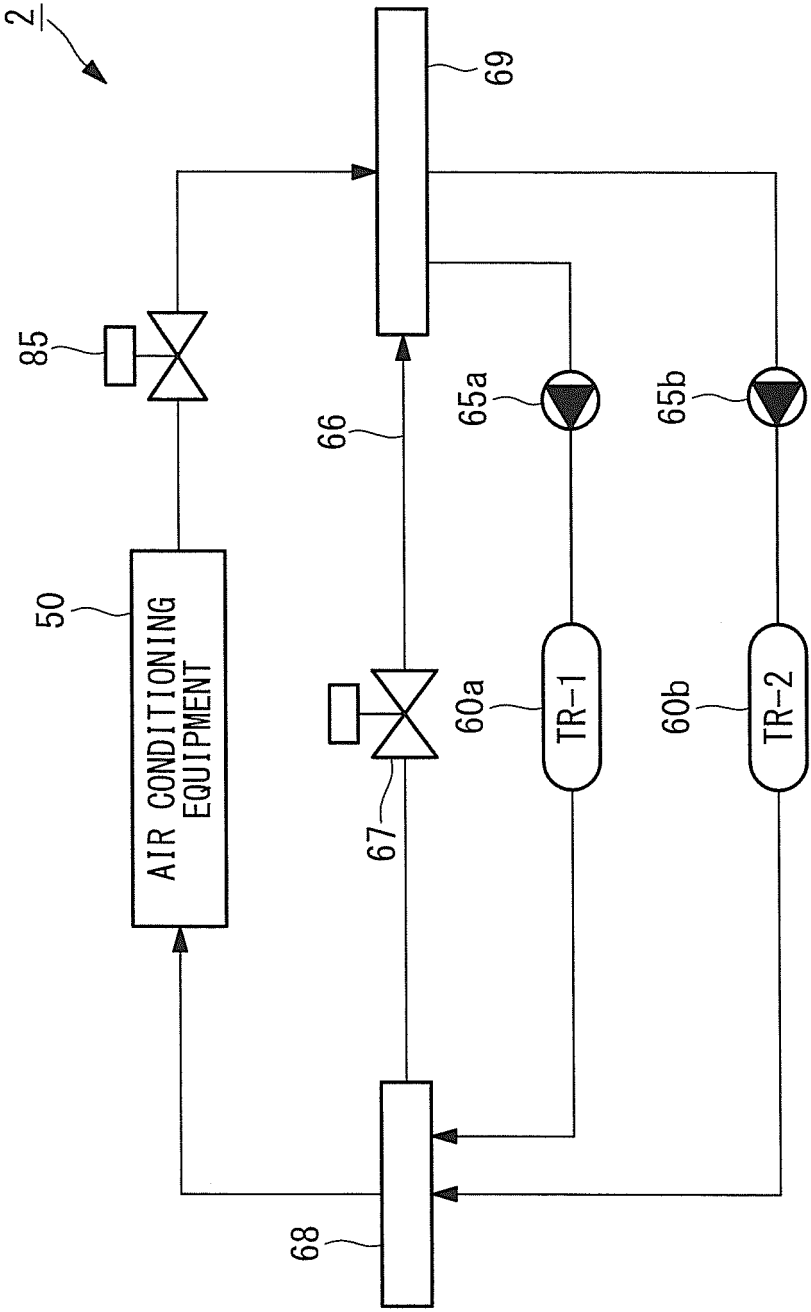 2
85
50
AIR CONDITIONING
EQUIPMENT
69
66
67
65a
60a
TR-1
65b
60b
TR-2
68